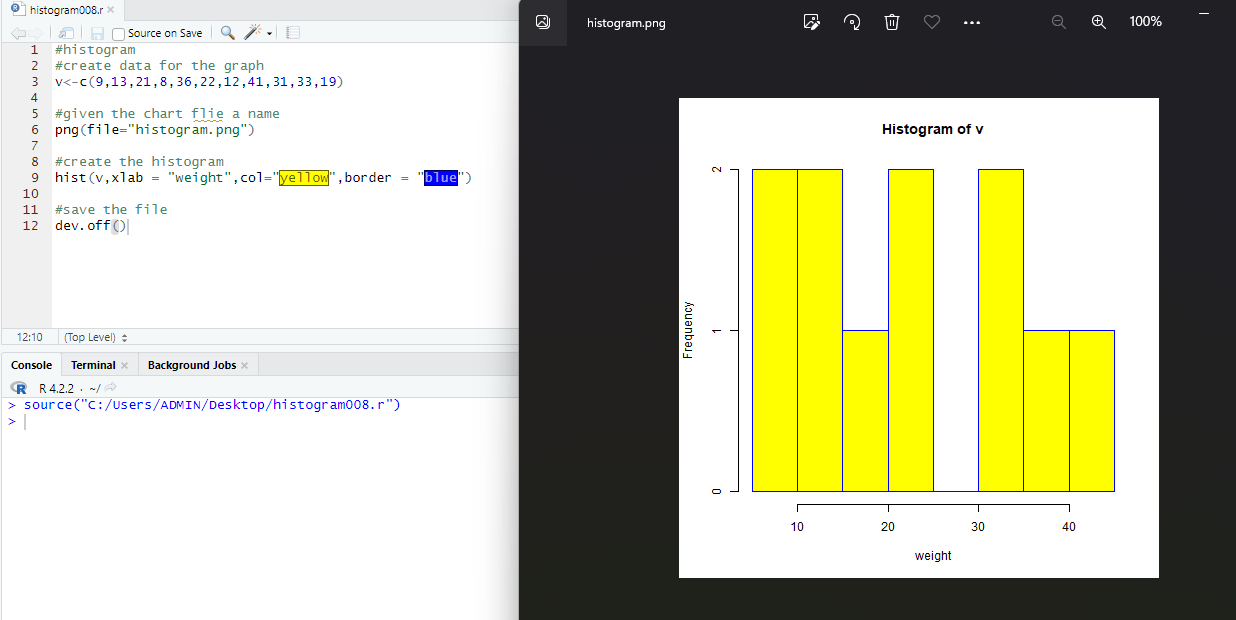 histogram008.r
Source on Save
1 #histogram
2 #create data for the graph
3 v<-c(9,13,21,8,36,22,12,41,31,33,19)
4
5 #given the chart flie a name
6 png(file="histogram.png")
7
8 #create the histogram
9 hist(v,xlab = "weight",col="yellow",border = "blue")
10
11 #save the file
12 dev.off()
12:10 (Top Level)
Console Terminal Background Jobs
R 4.2.2 · ~/
> source("C:/Users/ADMIN/Desktop/histogram008.r")
>
histogram.png
100%
Histogram of v
Frequency
2
1
0
10 20 30 40
weight